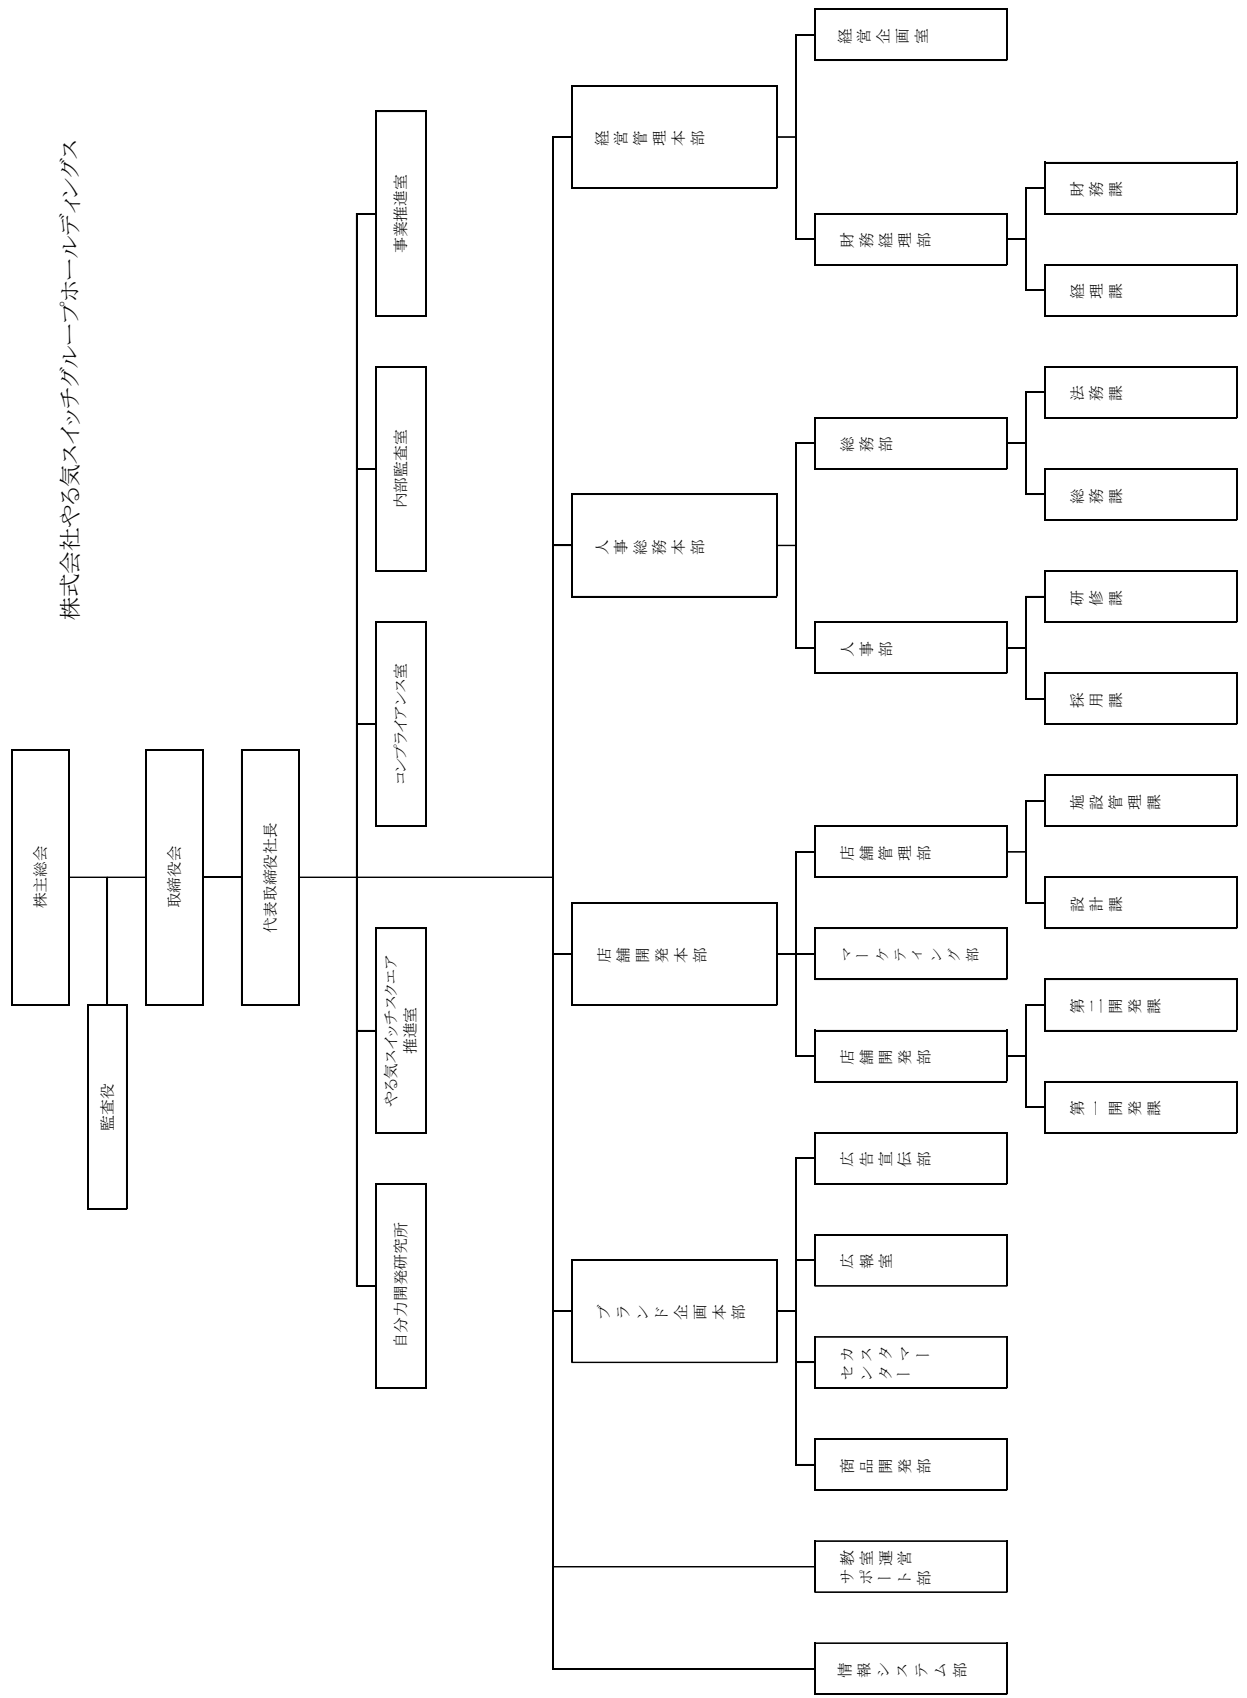 株式会社やる気スイッチグループホールディングス
株主総会
監査役
取締役会
代表取締役社長
自分力開発研究所
やる気スイッチスクエア
推進室
コンプライアンス室
内部監査室
事業推進室
情報システム部
教室運営
サポート部
ブランド企画本部
商品開発部
カスタマー
センター
広報室
広告宣伝部
店舗開発本部
店舗開発部
第一開発課
第二開発課
マーケティング部
店舗管理部
設計課
施設管理課
人事総務本部
人事部
採用課
研修課
総務部
総務課
法務課
経営管理本部
財務経理部
経理課
財務課
経営企画室